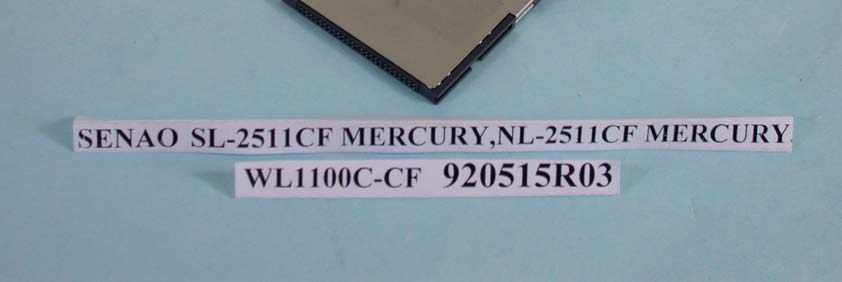 SENAO SL-2511CF MERCURY,NL-2511CF MERCURY.
WL1100C-CF 920515R03